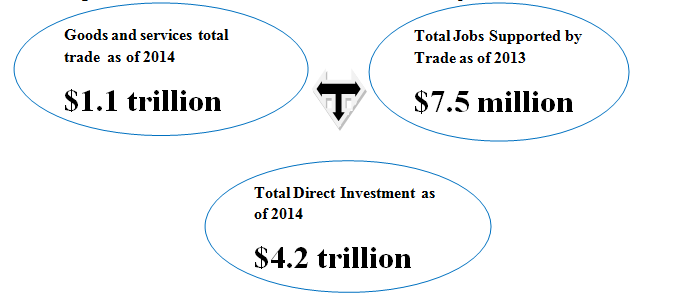 Goods and services total
trade as of 2014
$1.1 trillion
Total Jobs Supported by
Trade as of 2013
$7.5 million
T
Total Direct Investment as
of 2014
$4.2 trillion